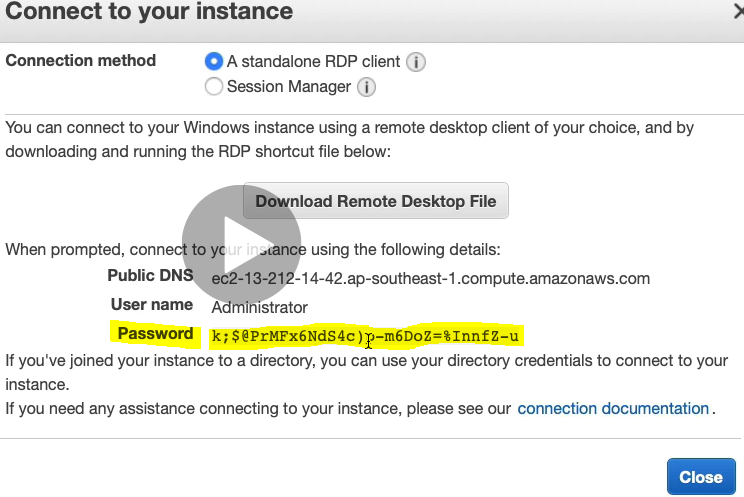 Connect to your instance
Connection method
A standalone RDP client
Session Manager
You can connect to your Windows instance using a remote desktop client of your choice, and by
downloading and running the RDP shortcut file below:
Download Remote Desktop File
When prompted, connect to your instance using the following details:
Public DNS ec2-13-212-14-42.ap-southeast-1.compute.amazonaws.com
User name Administrator
Password k;$@PrMFx6NdS4c)p-m6DoZ=%InnfZ-u
If you've joined your instance to a directory, you can use your directory credentials to connect to your
instance.
If you need any assistance connecting to your instance, please see our connection documentation.
Close